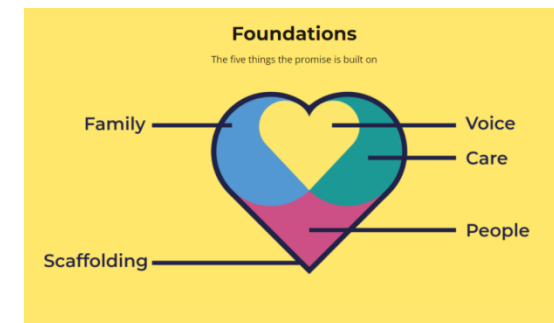 Foundations
The five things the promise is built on
Family
Voice
Care
People
Scaffolding